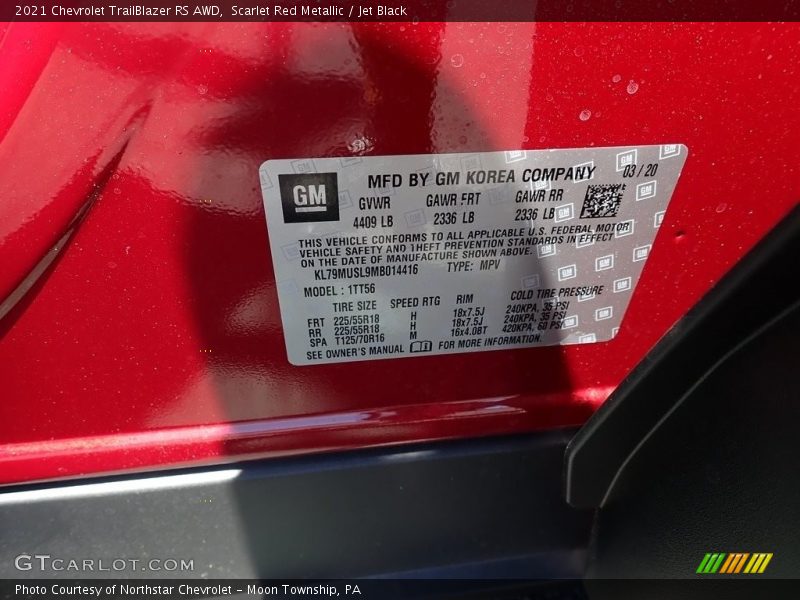 2021 Chevrolet TrailBlazer RS AWD,  Scarlet Red Metallic / Jet Black
GM MFD BY GM KOREA COMPANY 03 / 20
GVWR GAWR FRT GAWR RR
4409 LB 2336 LB 2336 LB
THIS VEHICLE CONFORMS TO ALL APPLICABLE U.S. FEDERAL MOTOR
VEHICLE SAFETY AND THEFT PREVENTION STANDARDS IN EFFECT
ON THE DATE OF MANUFACTURE SHOWN ABOVE.
KL79MUSL9MB014416 TYPE: MPV
MODEL : 1TT56
TIRE SIZE SPEED RTG RIM COLD TIRE PRESSURE
FRT 225/55R18 H 18x7.5J 240KPA, 35 PSI
RR 225/55R18 H 18x7.5J 240KPA, 35 PSI
SPA T125/70R16 M 16x4.0BT 420KPA, 60 PSI
SEE OWNER'S MANUAL FOR MORE INFORMATION.
GTCARLOT.COM
Photo Courtesy of Northstar Chevrolet - Moon Township, PA